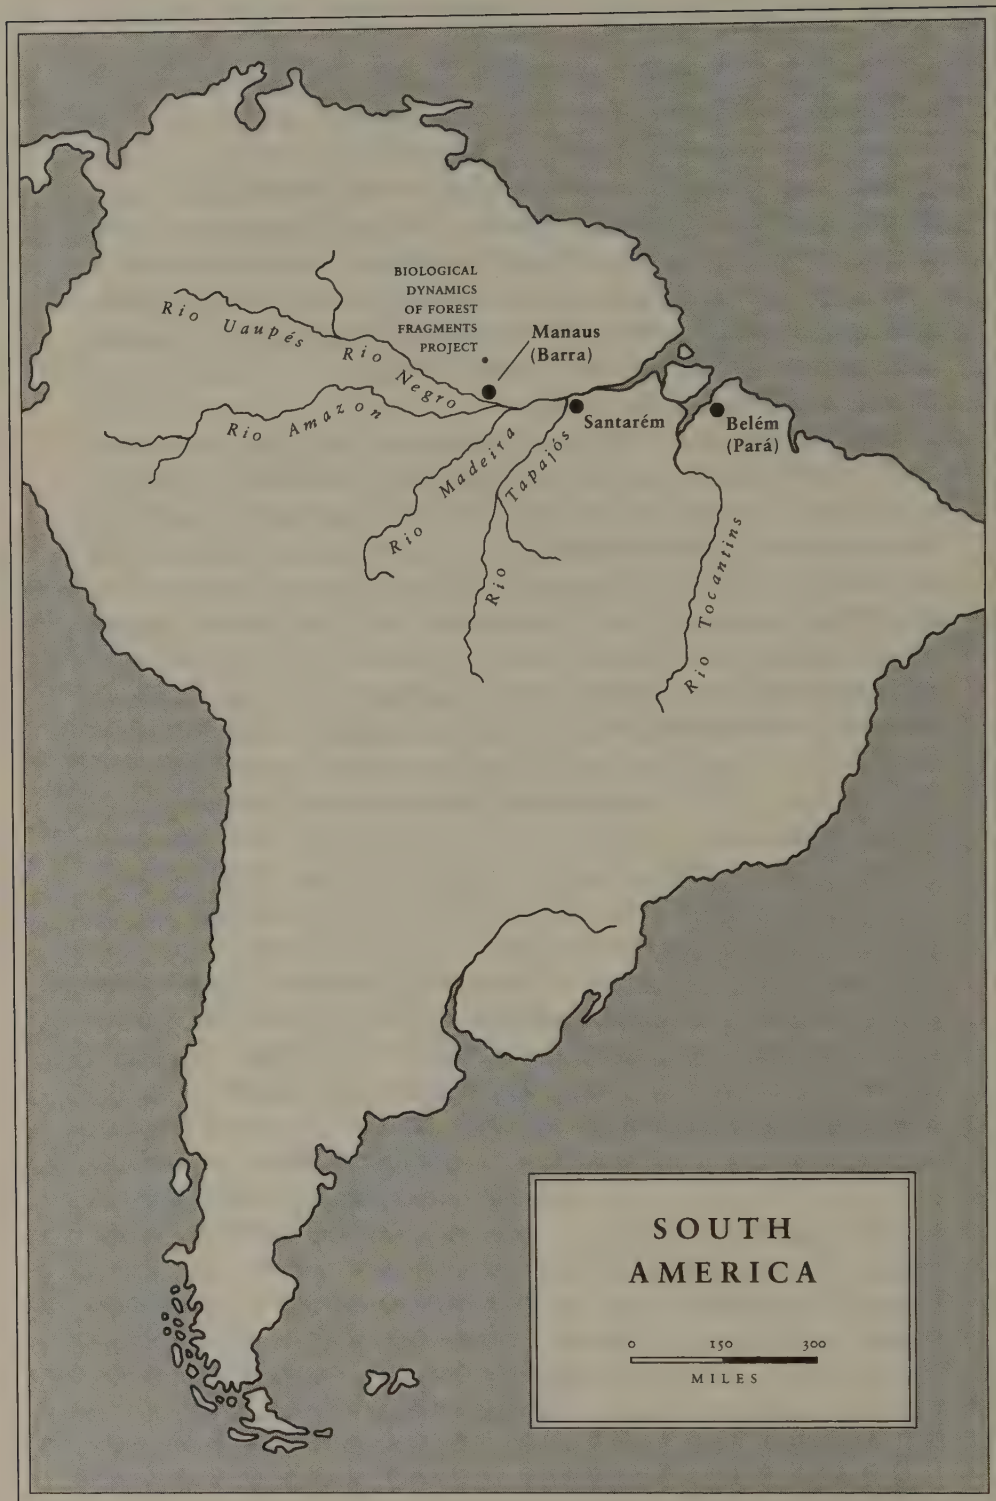 BIOLOGICAL
DYNAMICS
OF FOREST
FRAGMENTS
PROJECT
Manaus
(Barra)
Rio Uaupés
Rio Negro
Rio Amazon
Santarém
Belém
(Pará)
Rio Madeira
Rio Tapajós
Rio Tocantins
SOUTH
AMERICA
0 150 300
MILES